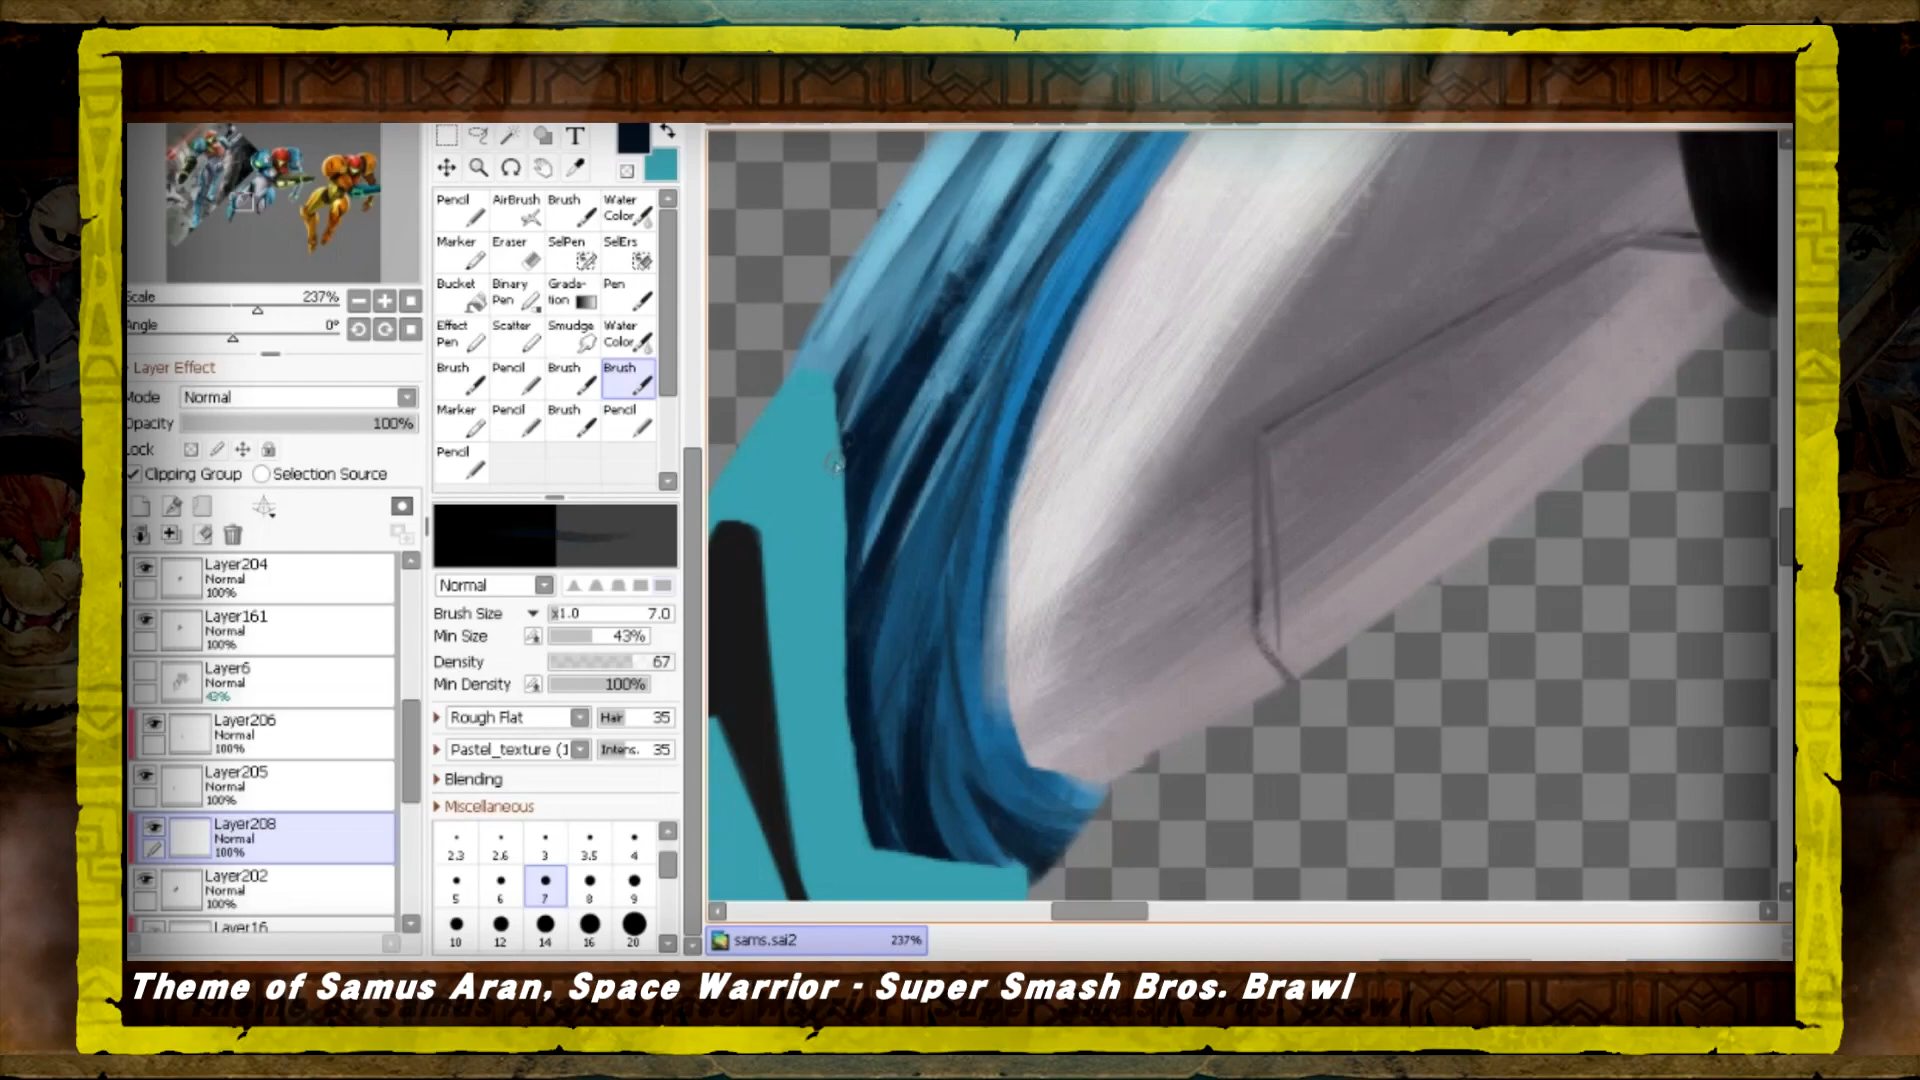 Scale 237%
Angle 0°
Layer Effect
Mode Normal
Opacity 100%
Lock
Clipping Group Selection Source
Layer204
Normal
100%
Layer161
Normal
100%
Layer6
Normal
43%
Layer206
Normal
100%
Layer205
Normal
100%
Layer208
Normal
100%
Layer202
Normal
100%
Layer16
T
Pencil AirBrush Brush Water Color
Marker Eraser SelPen SelErs
Bucket Binary Pen Grada-tion Pen
Effect Pen Scatter Smudge Water Color
Brush Pencil Brush Brush
Marker Pencil Brush Pencil
Pencil
Normal
Brush Size x1.0 7.0
Min Size 43%
Density 67
Min Density 100%
Rough Flat Hair 35
Pastel_texture (1 Intens. 35
Blending
Miscellaneous
2.3 2.6 3 3.5 4
5 6 7 8 9
10 12 14 16 20
sams.sai2 237%
Theme of Samus Aran, Space Warrior - Super Smash Bros. Brawl